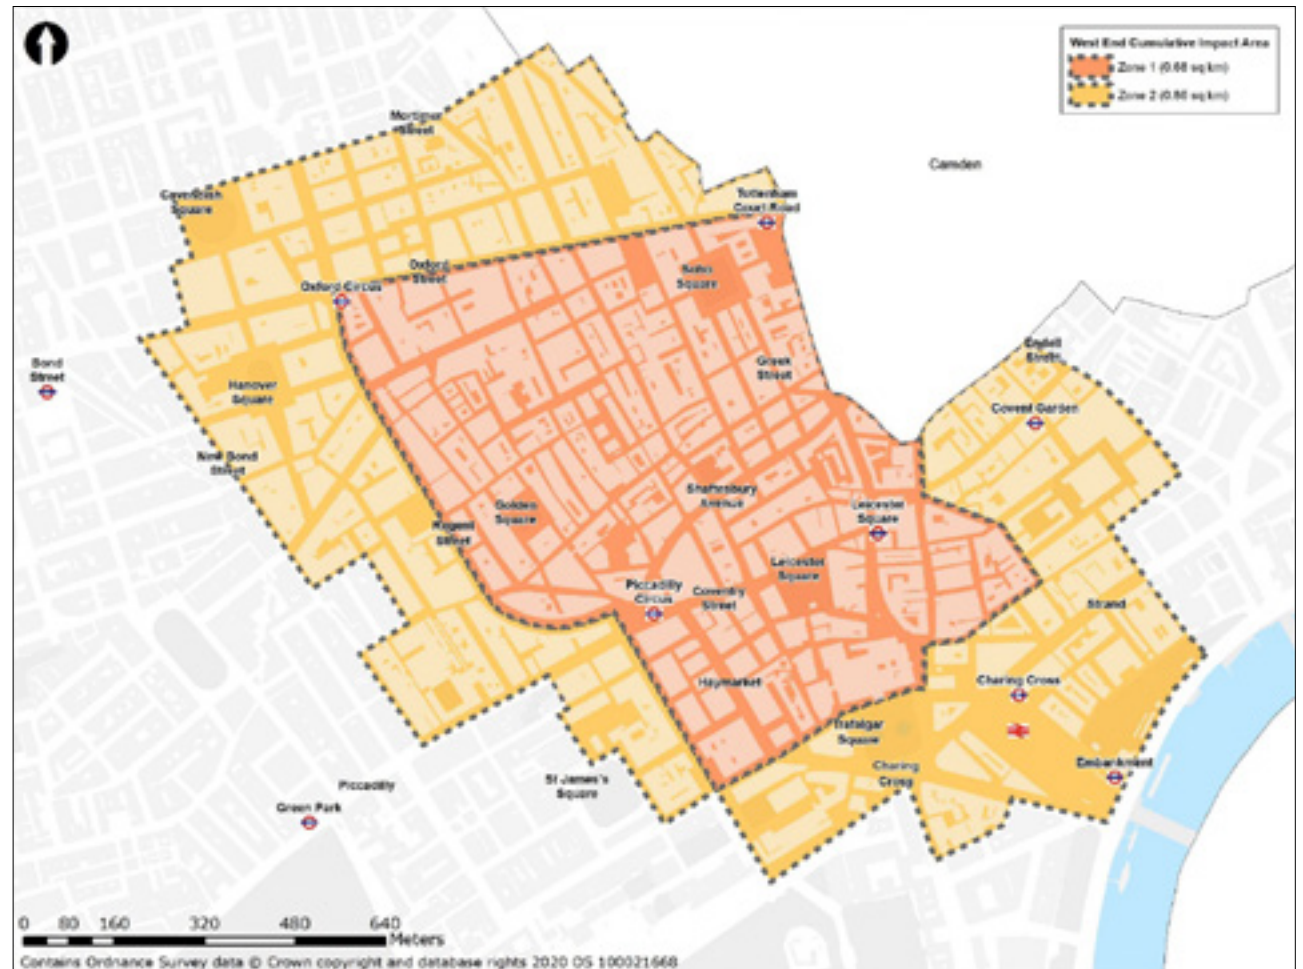 West End Cumulative Impact Area
Zone 1 (0.66 sq km)
Zone 2 (0.80 sq km)
Mortimer
Street
Camden
Cavendish
Square
Tottenham
Court Road
Oxford
Street
Soho
Square
Oxford Circus
Endell
Street
Bond
Street
Greek
Street
Hanover
Square
Covent Garden
New Bond
Street
Shaftesbury
Avenue
Golden
Square
Leicester
Square
Regent
Street
Leicester
Square
Piccadilly
Circus
Coventry
Street
Strand
Haymarket
Charing Cross
Trafalgar
Square
Charing
Cross
Embankment
St James's
Square
Piccadilly
Green Park
0 80 160 320 480 640
Meters
Contains Ordnance Survey data © Crown copyright and database rights 2020 OS 100021668